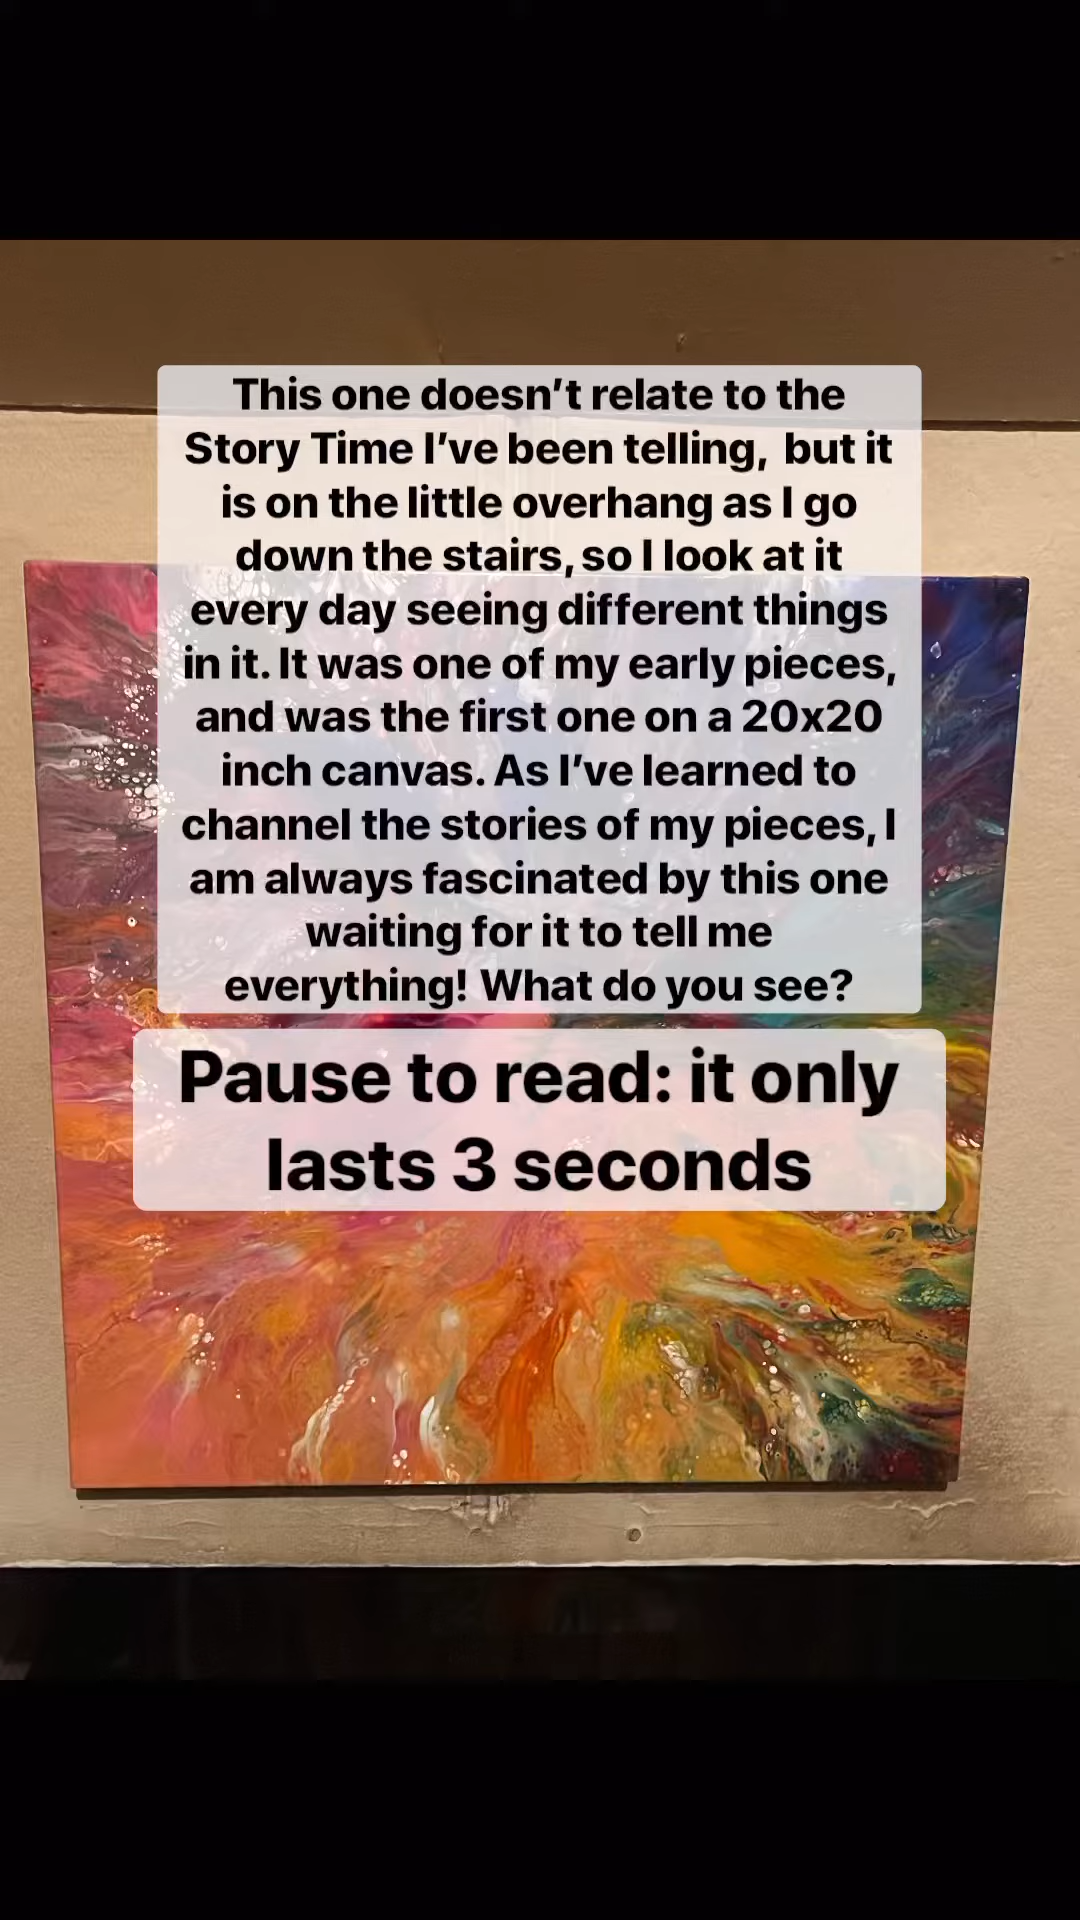 This one doesn’t relate to the
Story Time I’ve been telling, but it
is on the little overhang as I go
down the stairs, so I look at it
every day seeing different things
in it. It was one of my early pieces,
and was the first one on a 20x20
inch canvas. As I’ve learned to
channel the stories of my pieces, I
am always fascinated by this one
waiting for it to tell me
everything! What do you see?
Pause to read: it only
lasts 3 seconds